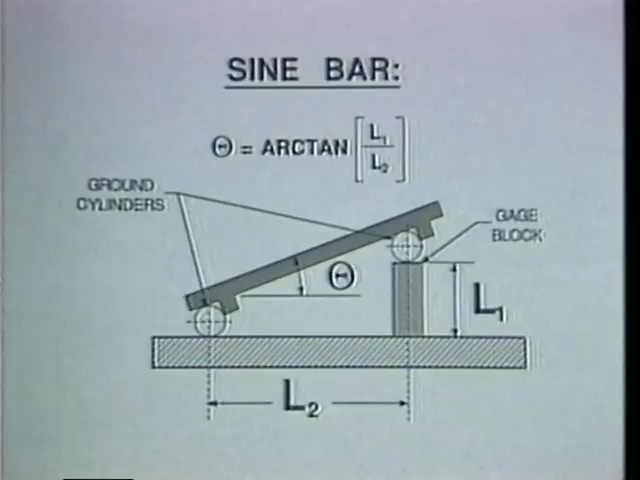 SINE BAR:
Θ = ARCTAN [L₁/L₂]
GROUND
CYLINDERS
GAGE
BLOCK
Θ
L₁
L₂